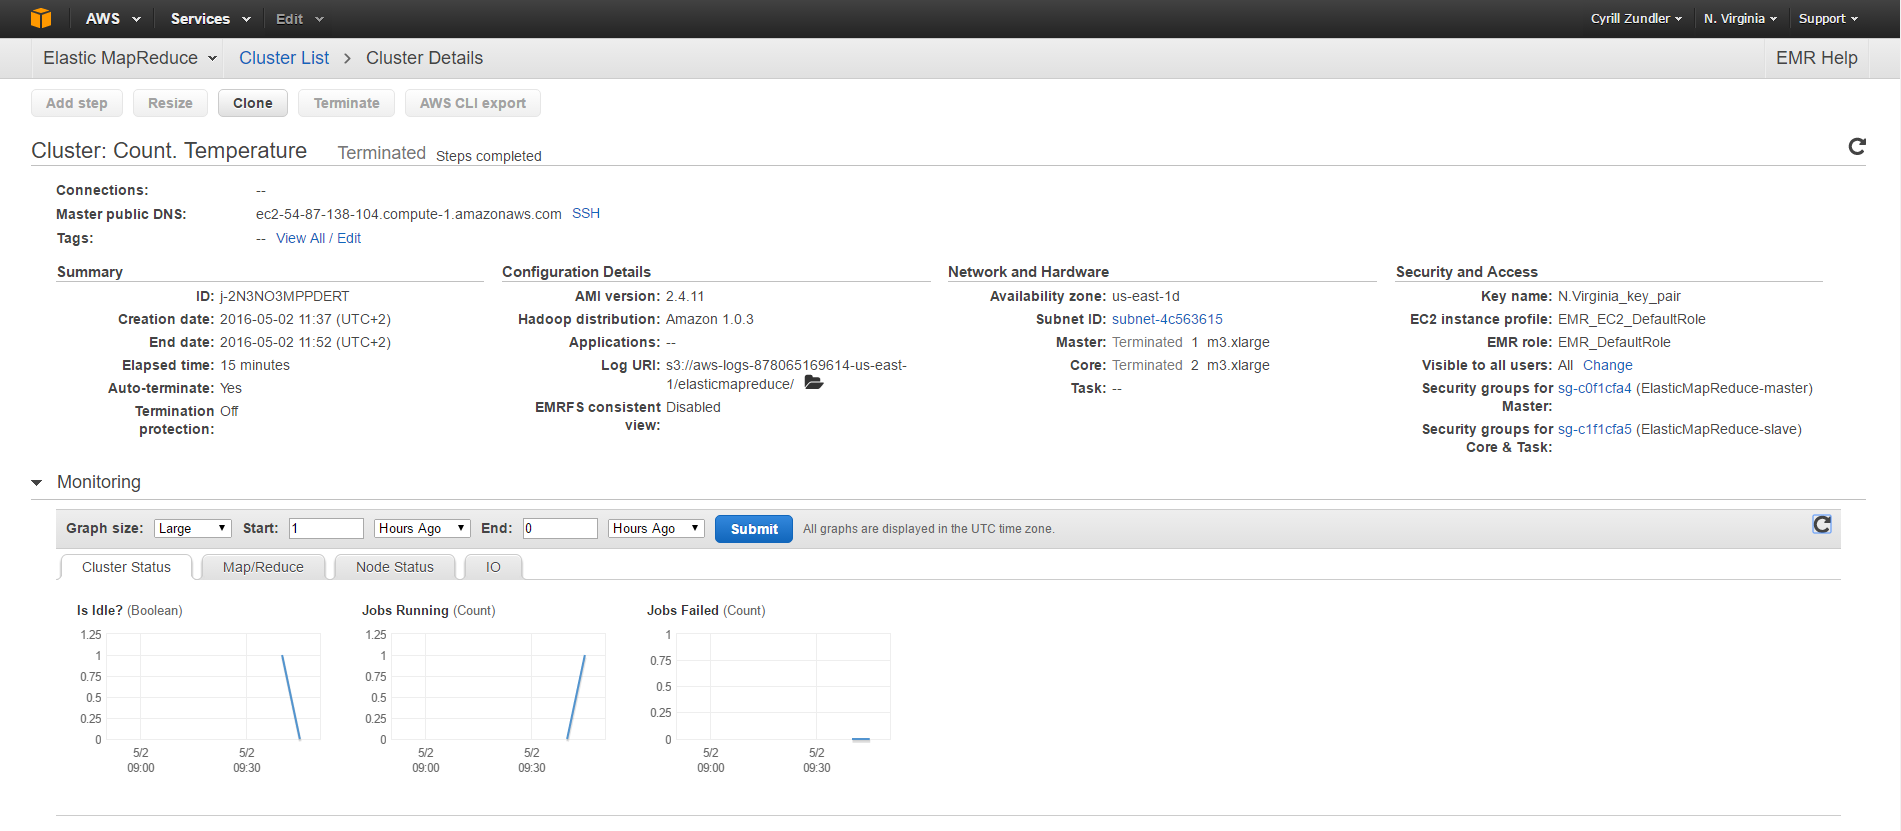 AWS Services Edit Cyrill Zundler N. Virginia Support
Elastic MapReduce Cluster List > Cluster Details EMR Help
Add step Resize Clone Terminate AWS CLI export
Cluster: Count. Temperature Terminated Steps completed
Connections: --
Master public DNS: ec2-54-87-138-104.compute-1.amazonaws.com SSH
Tags: -- View All / Edit
Summary
ID: j-2N3NO3MPPDERT
Creation date: 2016-05-02 11:37 (UTC+2)
End date: 2016-05-02 11:52 (UTC+2)
Elapsed time: 15 minutes
Auto-terminate: Yes
Termination Off
protection:
Configuration Details
AMI version: 2.4.11
Hadoop distribution: Amazon 1.0.3
Applications: --
Log URI: s3://aws-logs-878065169614-us-east-
1/elasticmapreduce/
EMRFS consistent Disabled
view:
Network and Hardware
Availability zone: us-east-1d
Subnet ID: subnet-4c563615
Master: Terminated 1 m3.xlarge
Core: Terminated 2 m3.xlarge
Task: --
Security and Access
Key name: N.Virginia_key_pair
EC2 instance profile: EMR_EC2_DefaultRole
EMR role: EMR_DefaultRole
Visible to all users: All Change
Security groups for sg-c0f1cfa4 (ElasticMapReduce-master)
Master:
Security groups for sg-c1f1cfa5 (ElasticMapReduce-slave)
Core & Task:
Monitoring
Graph size: Large Start: 1 Hours Ago End: 0 Hours Ago Submit All graphs are displayed in the UTC time zone.
Cluster Status Map/Reduce Node Status IO
Is Idle? (Boolean)
1.25
1
0.75
0.5
0.25
0
5/2 5/2
09:00 09:30
Jobs Running (Count)
1.25
1
0.75
0.5
0.25
0
5/2 5/2
09:00 09:30
Jobs Failed (Count)
1
0.75
0.5
0.25
0
5/2 5/2
09:00 09:30